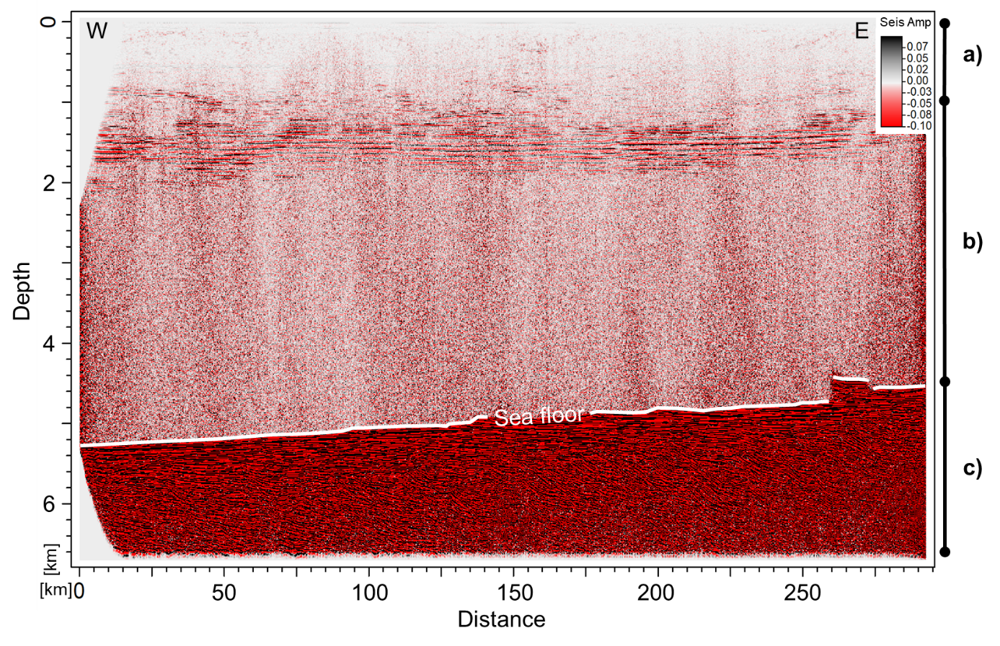 W
E
Seis Amp
0.07
0.05
0.02
0.00
-0.03
-0.05
-0.08
-0.10
0
2
4
6
Depth
[km]
a)
b)
c)
Sea floor
[km]
0
50
100
150
200
250
Distance